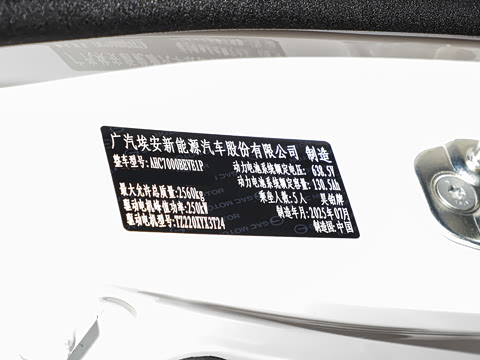 广汽埃安新能源汽车股份有限公司 制造
整车型号: AHC7000BEVE1P
动力电池系统额定电压: 638.5V
动力电池系统额定容量: 130.5Ah
最大允许总质量: 2560kg 乘坐人数: 5人 昊铂牌
驱动电机峰值功率: 250kW 制造年月: 2025年07月
驱动电机型号: TZ220XYX3T24 制造国: 中国